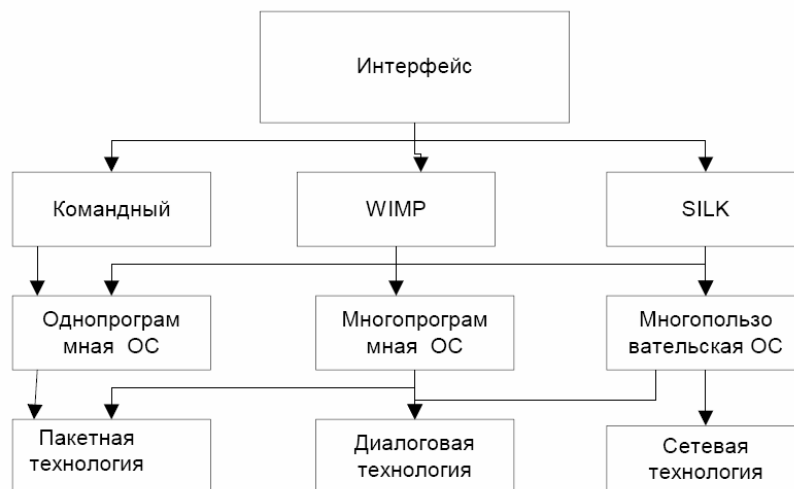 Интерфейс
Командный
WIMP
SILK
Однопрограм
мная ОС
Многопрограм
мная ОС
Многопользо
вательская ОС
Пакетная
технология
Диалоговая
технология
Сетевая
технология